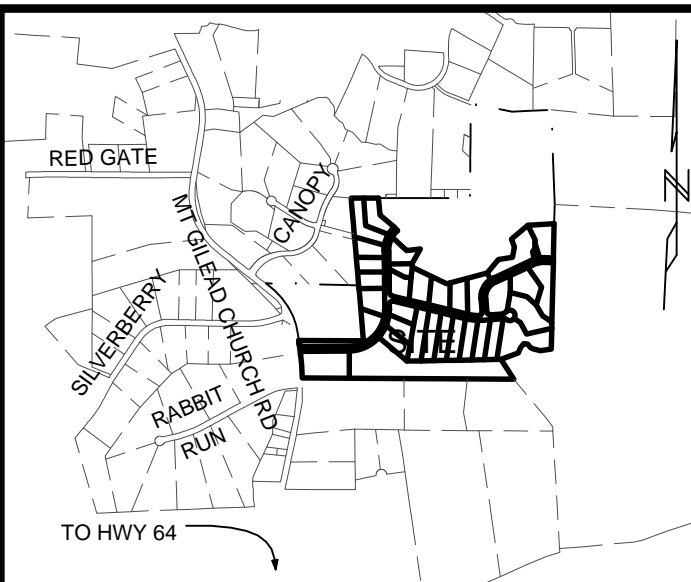 RED GATE
CANOPY
N
MT GILEAD CHURCH RD
SILVERBERRY
SITE
RABBIT
RUN
TO HWY 64